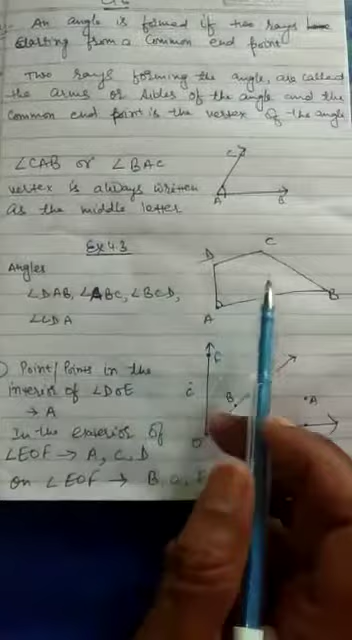 An angle is formed if two rays
starting from a Common end point
Two rays forming the angle, are called
the arms or sides of the angle and the
Common end point is the vertex of the angle
∠CAB or ∠BAC
vertex is always written
as the middle letter
C
A
B
Ex 4.3
Angles
∠DAB, ∠ABC, ∠BCD,
∠CDA
D
C
A
B
Point/Points in the
interior of ∠DOE
→ A
In the exterior of
∠EOF → A, C, D
on ∠EOF → B, O,
C
B
A
O